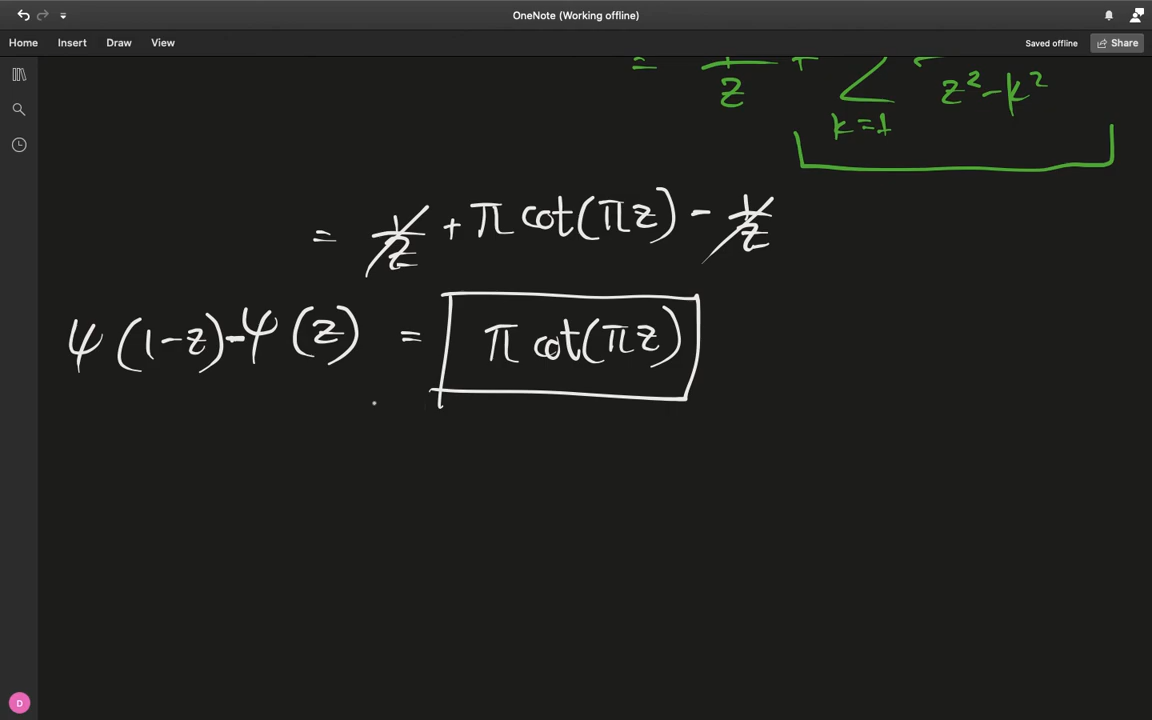 OneNote (Working offline)
Home Insert Draw View
Saved offline Share
= 1/z + ∑ k=1 z² - k²
= 1/z + π cot(πz) - 1/z
ψ(1-z) - ψ(z) = π cot(πz)
D